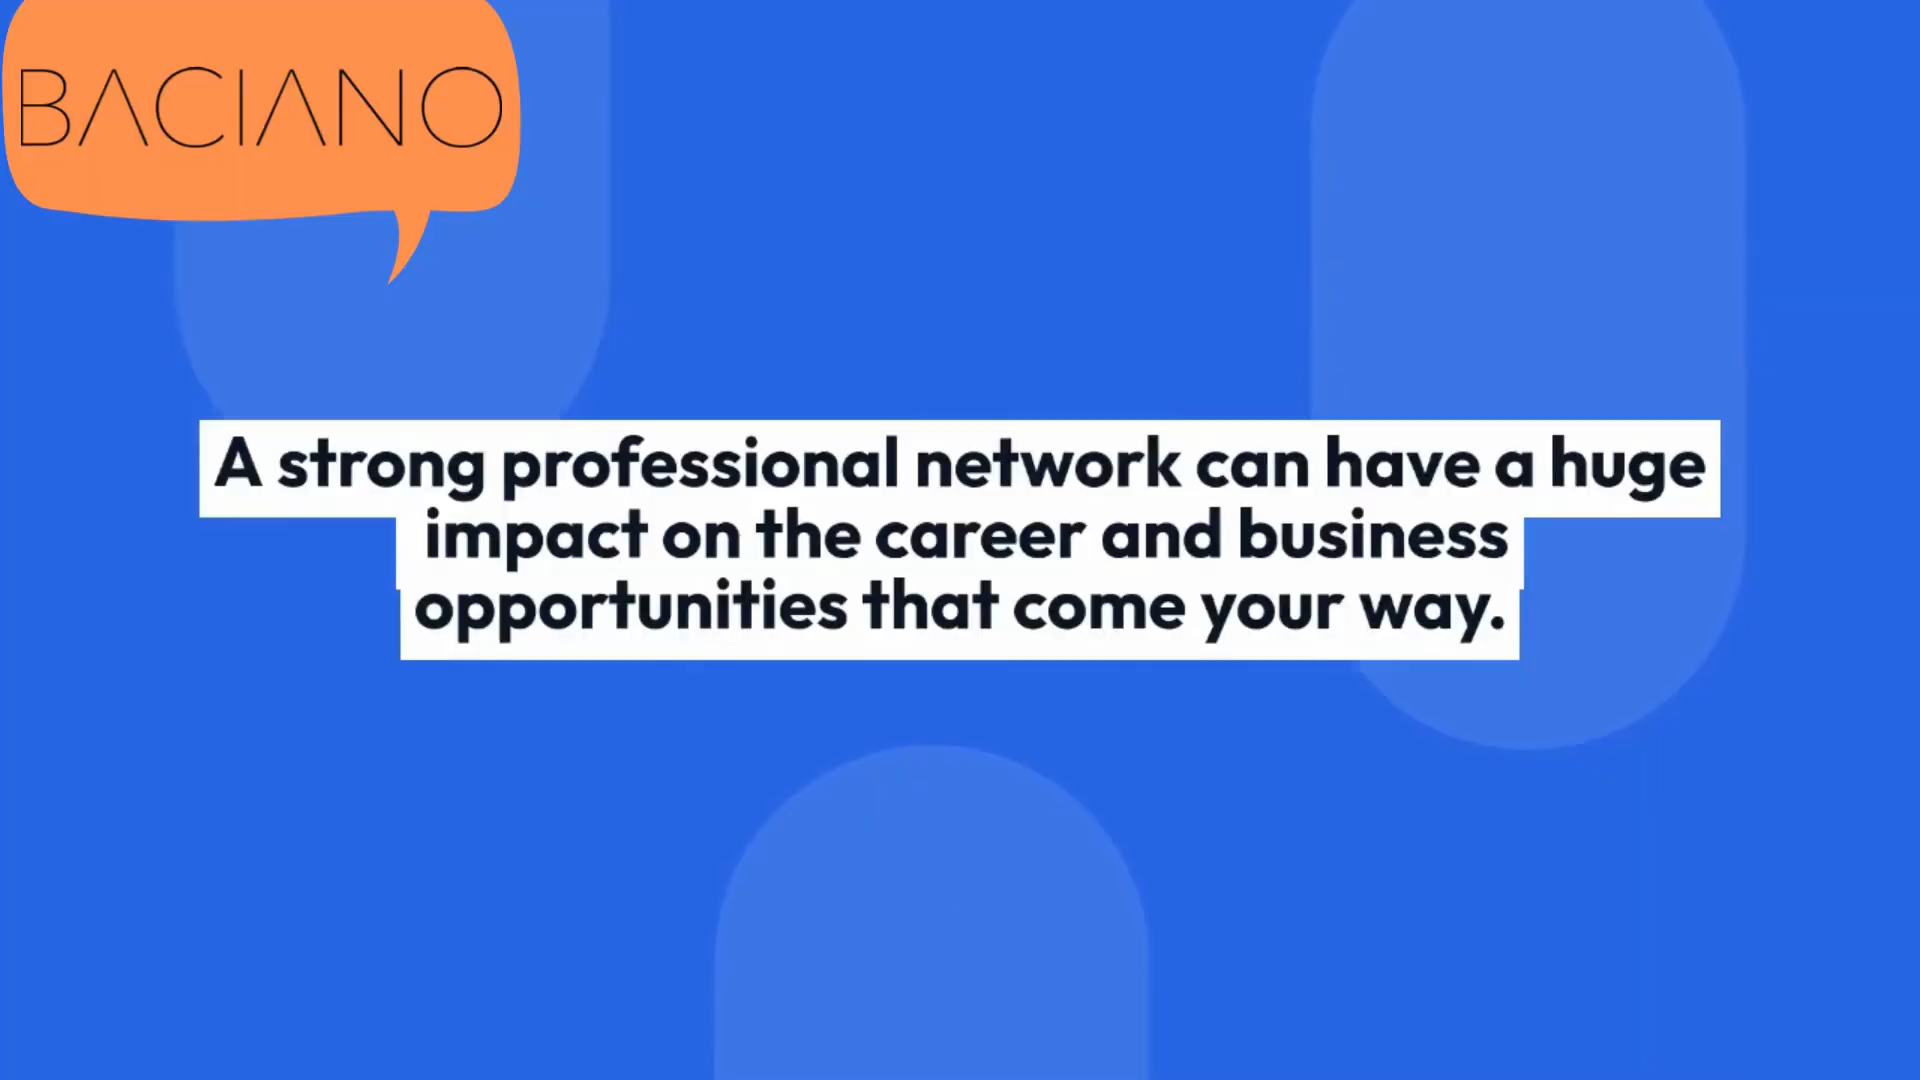 BACIANO
A strong professional network can have a huge
impact on the career and business
opportunities that come your way.